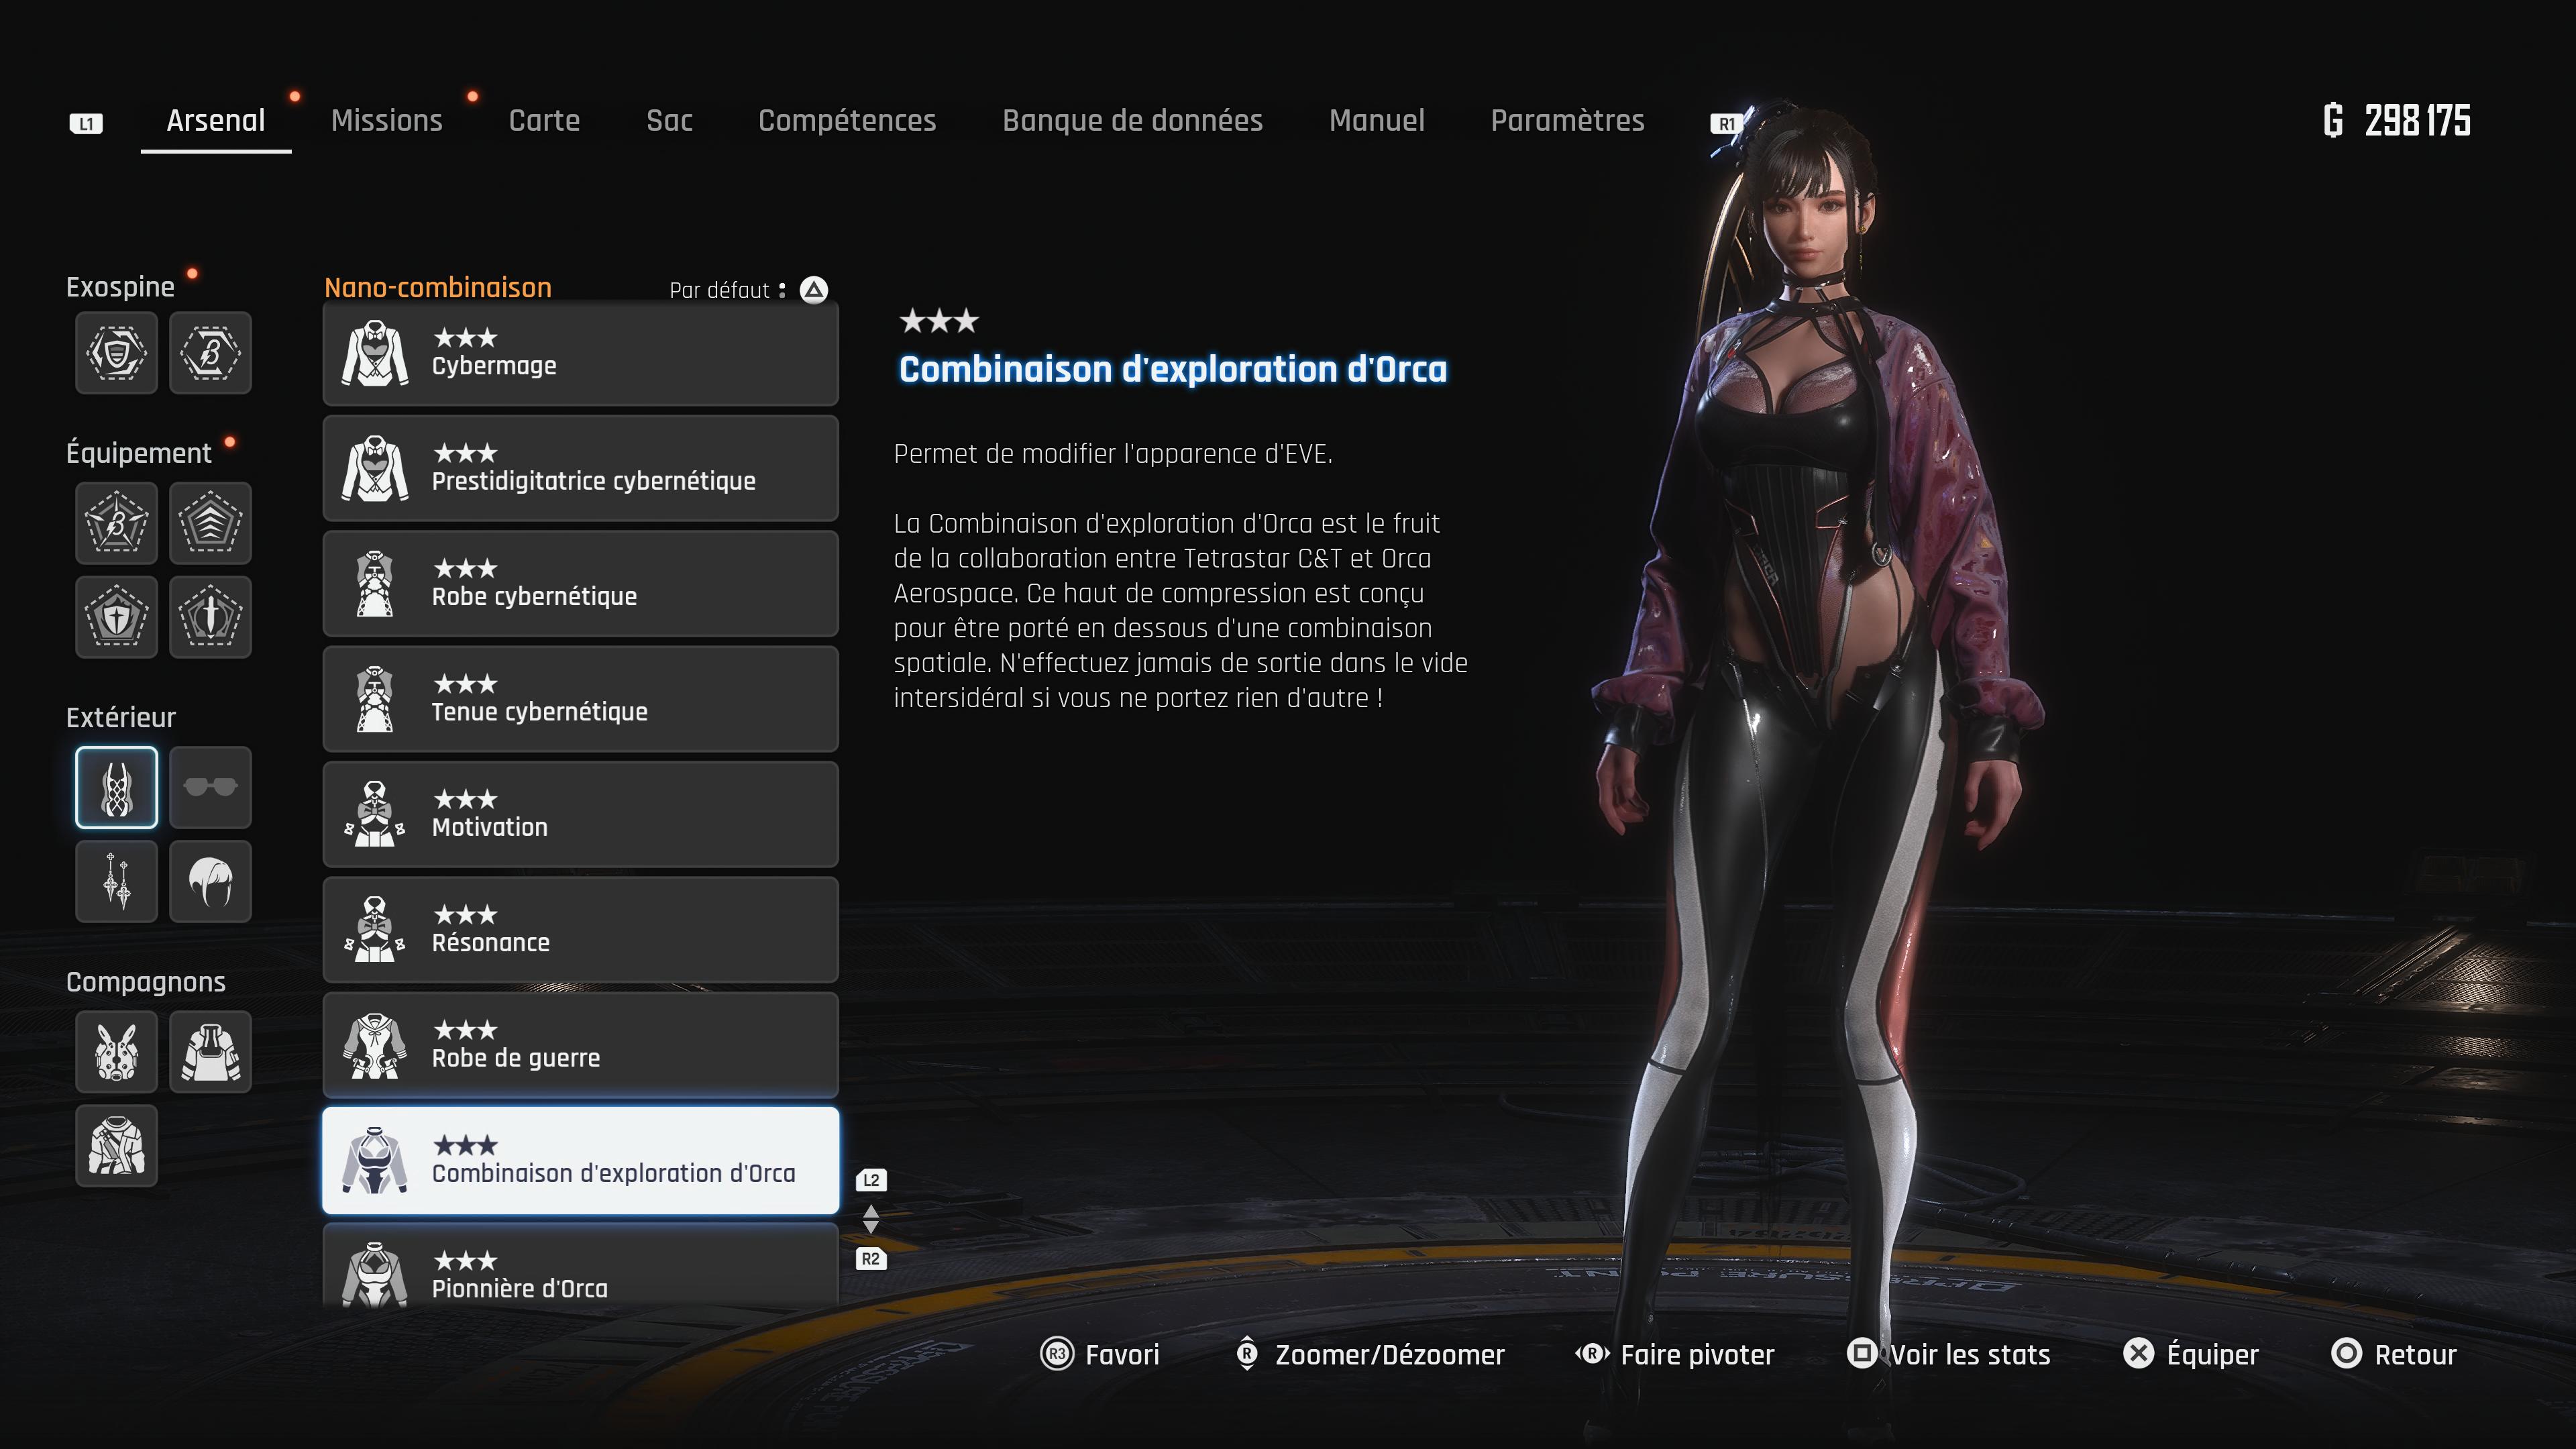 L1 Arsenal Missions Carte Sac Compétences Banque de données Manuel Paramètres R1
298 175
Exospine
Équipement
Extérieur
Compagnons
Nano-combinaison
Par défaut :
Cybermage
Prestidigitatrice cybernétique
Robe cybernétique
Tenue cybernétique
Motivation
Résonance
Robe de guerre
Combinaison d'exploration d'Orca
Pionnière d'Orca
L2
R2
Combinaison d'exploration d'Orca
Permet de modifier l'apparence d'EVE.
La Combinaison d'exploration d'Orca est le fruit
de la collaboration entre Tetrastar C&T et Orca
Aerospace. Ce haut de compression est conçu
pour être porté en dessous d'une combinaison
spatiale. N'effectuez jamais de sortie dans le vide
intersidéral si vous ne portez rien d'autre !
R3 Favori R Zoomer/Dézoomer R Faire pivoter Voir les stats Équiper Retour